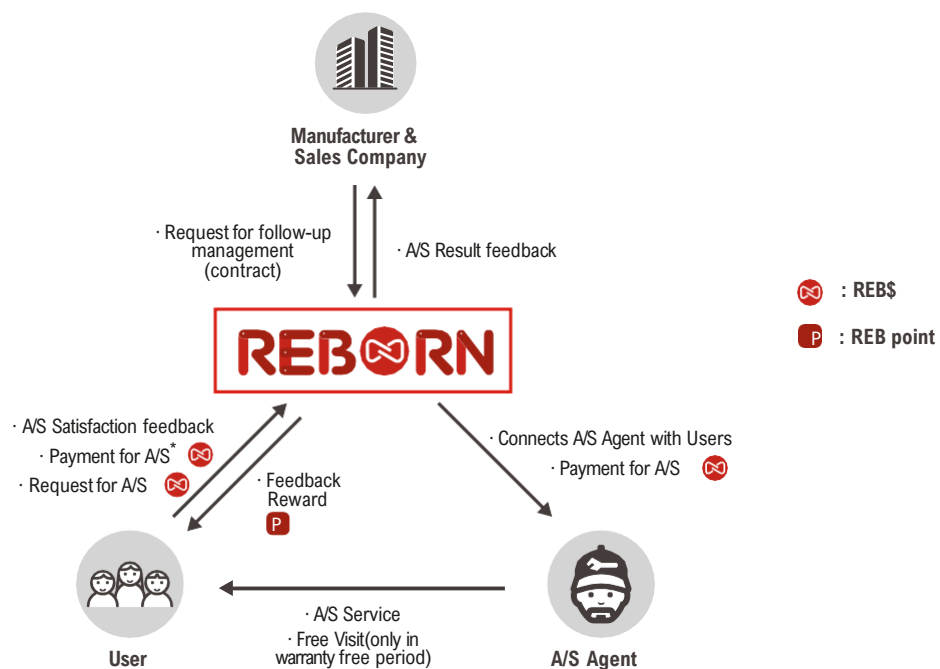 Manufacturer &
Sales Company
· Request for follow-up
management
(contract)
· A/S Result feedback
: REB$
P : REB point
REBORN
· A/S Satisfaction feedback
· Payment for A/S*
· Request for A/S
· Feedback
Reward
P
· Connects A/S Agent with Users
· Payment for A/S
· A/S Service
· Free Visit(only in
warranty free period)
User
A/S Agent